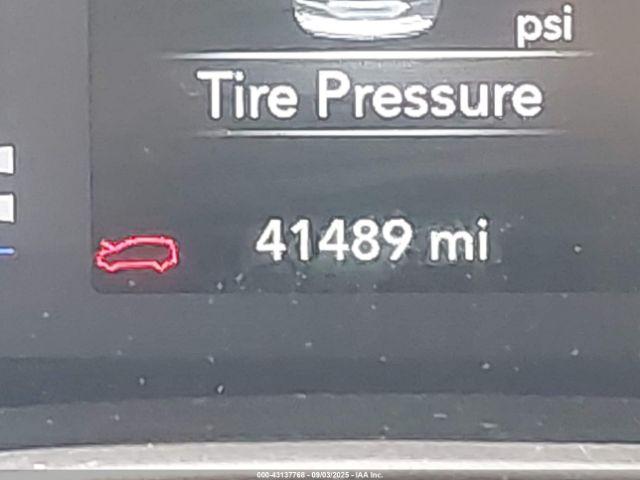 psi
Tire Pressure
41489 mi
000-43137768 - 09/03/2025 - IAA Inc.